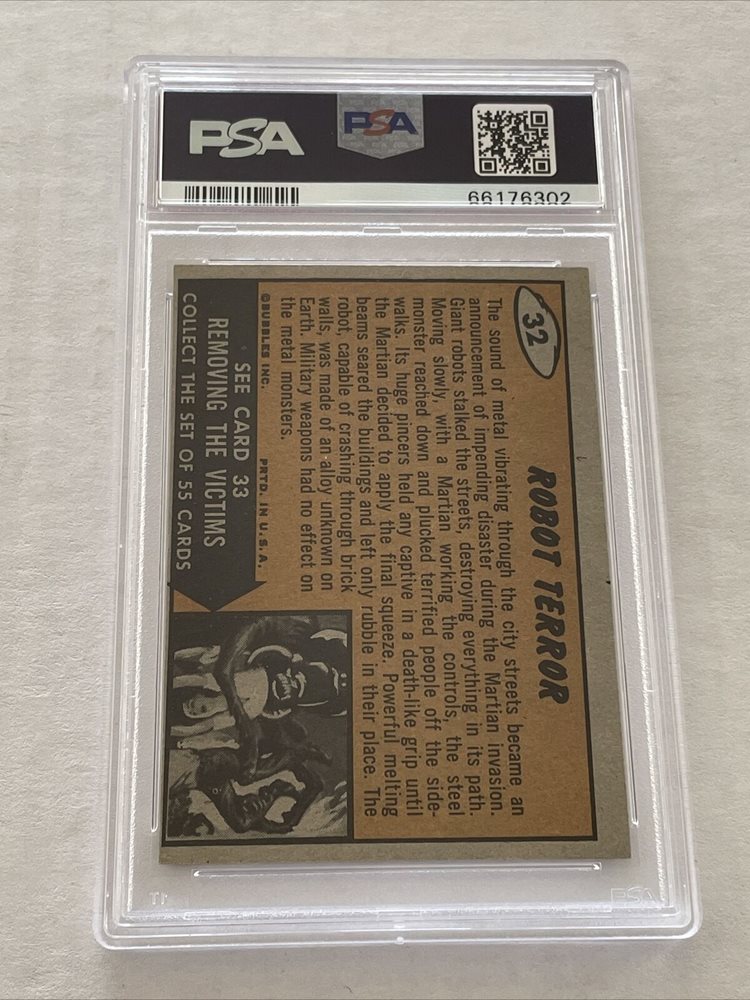 PSA
PSA
66176302
32
ROBOT TERROR
The sound of metal vibrating through the city streets became an
announcement of impending disaster during the Martian invasion.
Giant robots stalked the streets, destroying everything in its path.
Moving slowly, with a Martian working the controls, the steel
monster reached down and plucked terrified people off the side-
walks. Its huge pincers held any captive in a death-like grip until
the Martian decided to apply the final squeeze. Powerful melting
beams seared the buildings and left only rubble in their place. The
robot, capable of crashing through brick
walls, was made of an alloy unknown on
Earth. Military weapons had no effect on
the metal monsters.
©BUBBLES INC. PRTD. IN U.S.A.
SEE CARD 33
REMOVING THE VICTIMS
COLLECT THE SET OF 55 CARDS
PSA